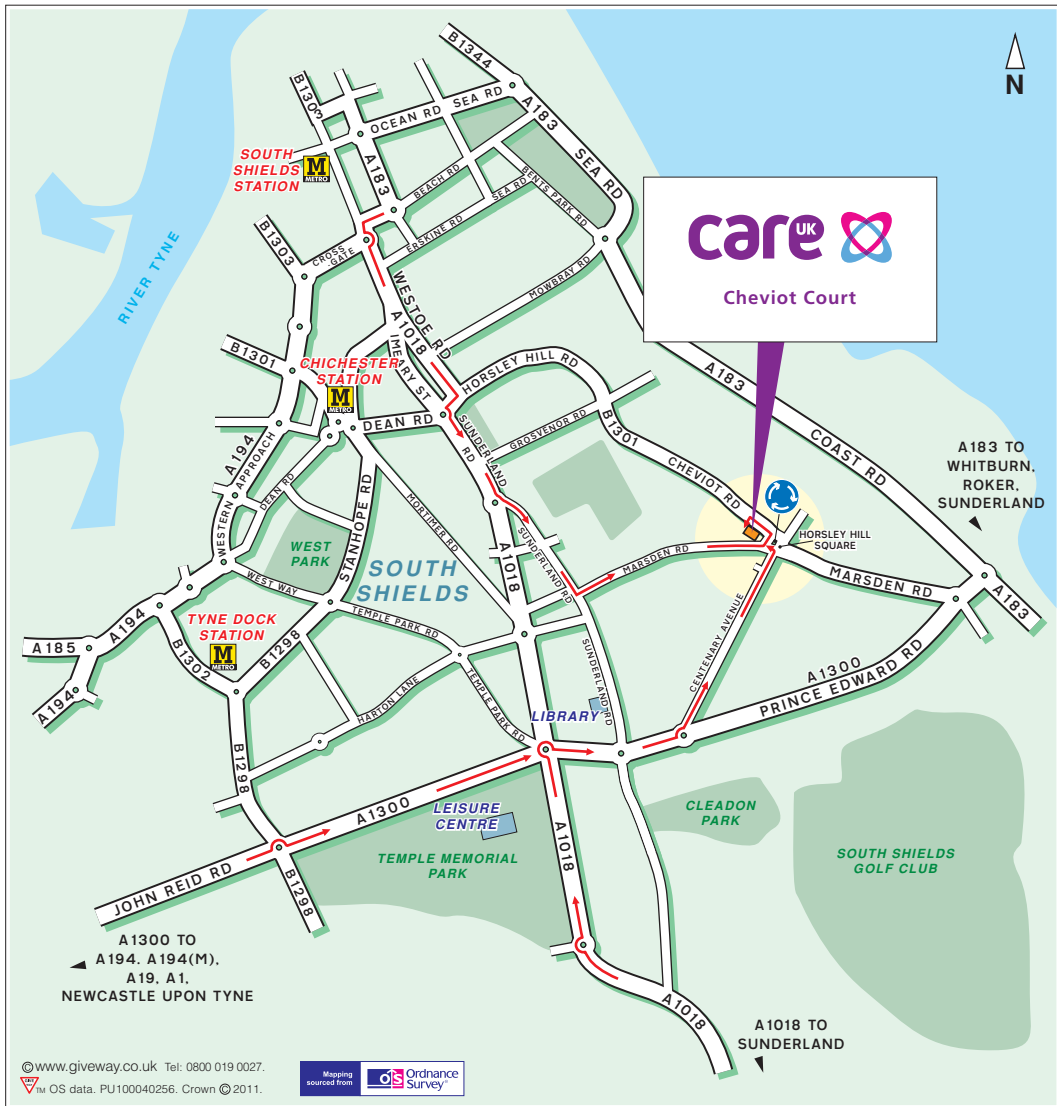 B1344
N
B1303
OCEAN RD
SEA RD
A183
SEA RD
SOUTH
SHIELDS
STATION
M
METRO
A183
BEACH RD
BENTS PARK RD
ERSKINE RD
SEA RD
CROSS
GATE
B1303
MOWBRAY RD
RIVER TYNE
care UK
Cheviot Court
WESTOE RD
A1018
IMEARY ST
B1301
CHICHESTER
STATION
M
METRO
HORSLEY HILL RD
A183
COAST RD
DEAN RD
SUNDERLAND
RD
GROSVENOR RD
B1301
CHEVIOT RD
A183 TO
WHITBURN,
ROKER,
SUNDERLAND
A194
WESTERN APPROACH
DEAN RD
STANHOPE RD
MORTIMER RD
HORSLEY HILL
SQUARE
WEST
PARK
SOUTH
SHIELDS
A1018
SUNDERLAND RD
MARSDEN RD
MARSDEN RD
A183
WEST WAY
TEMPLE PARK RD
TYNE DOCK
STATION
M
METRO
A194
A185
A194
B1302
B1298
SUNDERLAND RD
CENTENARY AVENUE
A1300
PRINCE EDWARD RD
HARTON LANE
TEMPLE PARK RD
LIBRARY
B1298
A1300
LEISURE
CENTRE
CLEADON
PARK
A1018
TEMPLE MEMORIAL
PARK
SOUTH SHIELDS
GOLF CLUB
JOHN REID RD
B1298
A1300 TO
A194, A194(M),
A19, A1,
NEWCASTLE UPON TYNE
A1018
A1018 TO
SUNDERLAND
© www.giveway.co.uk Tel: 0800 019 0027.
TM OS data. PU100040256. Crown © 2011.
Mapping
sourced from
OS Ordnance
Survey®